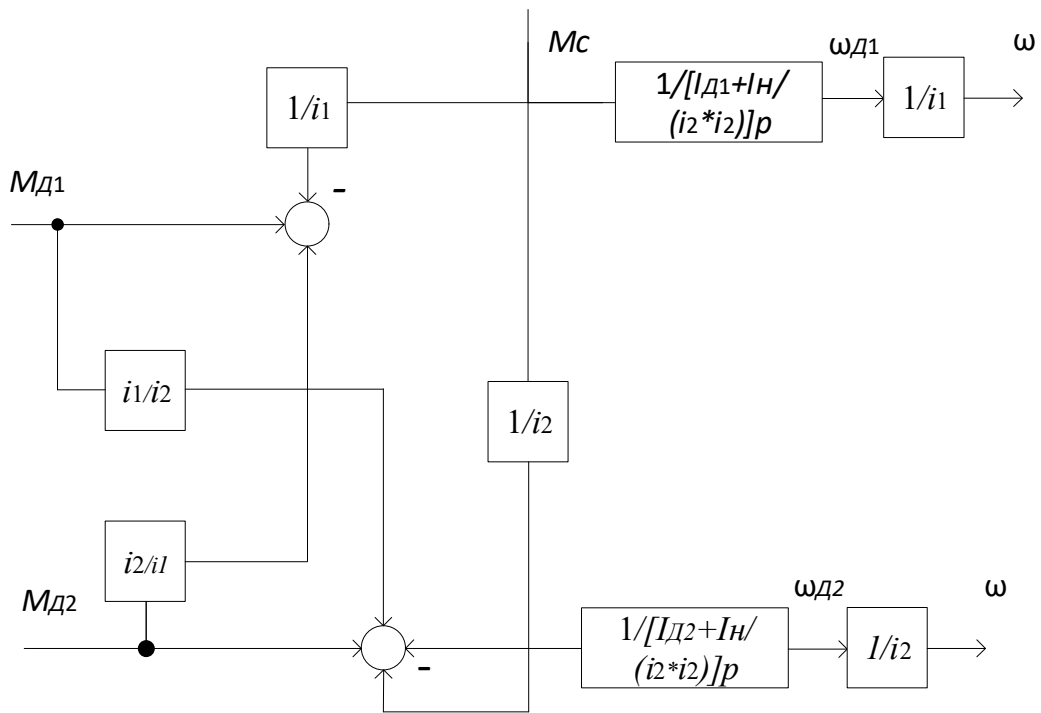 Mc
ωД1
ω
1/i1
1/[IД1+IН/
(i2*i2)]p
1/i1
-
MД1
i1/i2
1/i2
i2/i1
MД2
ωД2
ω
-
1/[IД2+IН/
(i2*i2)]p
1/i2